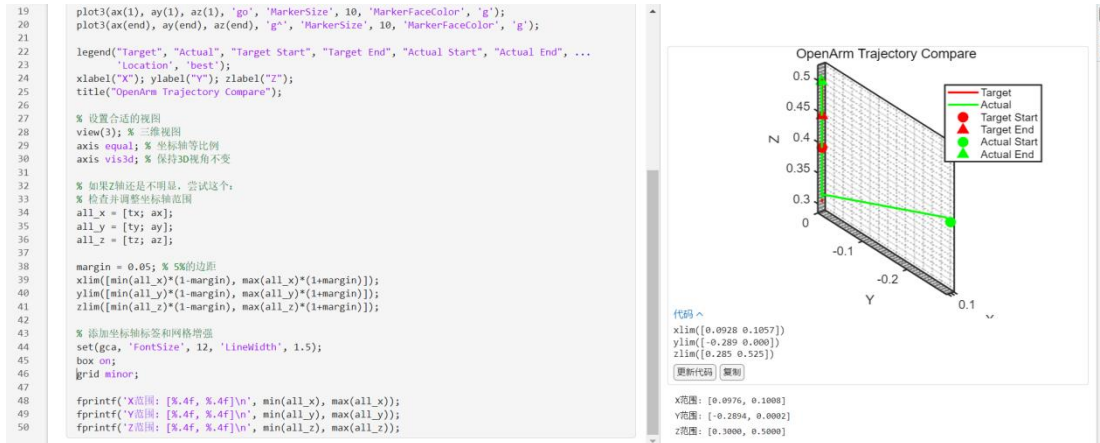 19 plot3(ax(1), ay(1), az(1), 'go', 'MarkerSize', 10, 'MarkerFaceColor', 'g');
20 plot3(ax(end), ay(end), az(end), 'g^', 'MarkerSize', 10, 'MarkerFaceColor', 'g');
21
22 legend("Target", "Actual", "Target Start", "Target End", "Actual Start", "Actual End", ...
23 'Location', 'best');
24 xlabel("X"); ylabel("Y"); zlabel("Z");
25 title("OpenArm Trajectory Compare");
26
27 % 设置合适的视图
28 view(3); % 三维视图
29 axis equal; % 坐标轴等比例
30 axis vis3d; % 保持3D视角不变
31
32 % 如果Z轴还是不明显，尝试这个：
33 % 检查并调整坐标轴范围
34 all_x = [tx; ax];
35 all_y = [ty; ay];
36 all_z = [tz; az];
37
38 margin = 0.05; % 5%的边距
39 xlim([min(all_x)*(1-margin), max(all_x)*(1+margin)]);
40 ylim([min(all_y)*(1-margin), max(all_y)*(1+margin)]);
41 zlim([min(all_z)*(1-margin), max(all_z)*(1+margin)]);
42
43 % 添加坐标轴标签和网格增强
44 set(gca, 'FontSize', 12, 'LineWidth', 1.5);
45 box on;
46 grid minor;
47
48 fprintf('X范围: [%.4f, %.4f]\n', min(all_x), max(all_x));
49 fprintf('Y范围: [%.4f, %.4f]\n', min(all_y), max(all_y));
50 fprintf('Z范围: [%.4f, %.4f]\n', min(all_z), max(all_z));
OpenArm Trajectory Compare
0.5
0.45
0.4
0.35
0.3
Z
0
-0.1
-0.2
Y
0.1
Target
Actual
Target Start
Target End
Actual Start
Actual End
代码
xlim([0.0928 0.1057])
ylim([-0.289 0.000])
zlim([0.285 0.525])
更新代码 复制
X范围: [0.0976, 0.1008]
Y范围: [-0.2894, 0.0002]
Z范围: [0.3000, 0.5000]